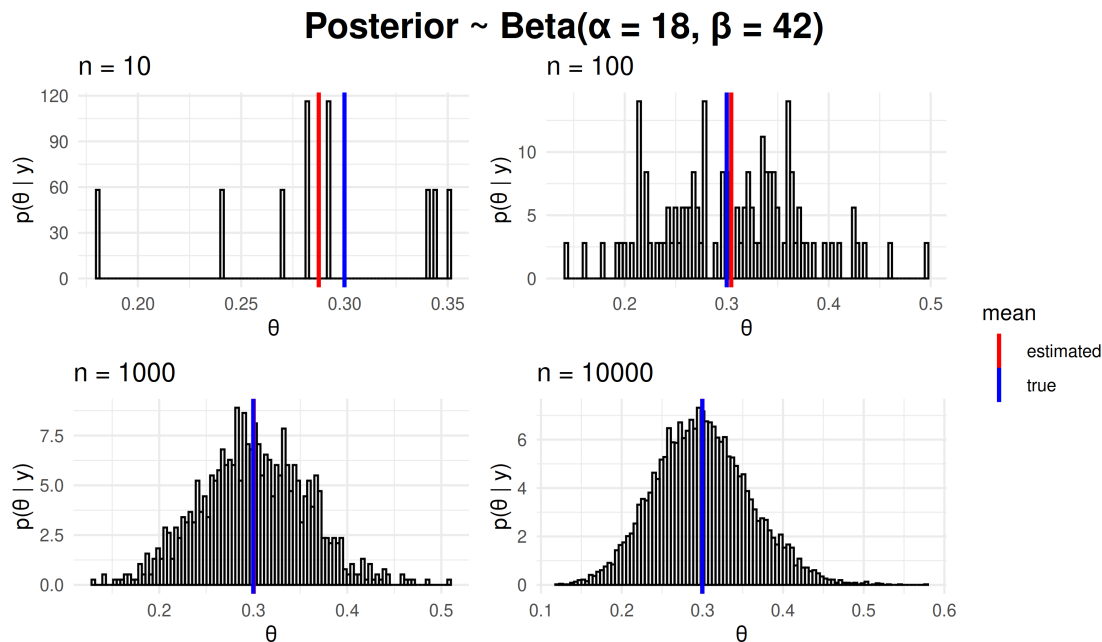 Posterior ~ Beta(α = 18, β = 42)
n = 10
120
90
60
30
0
p(θ | y)
0.20
0.25
0.30
0.35
θ
n = 100
10
5
0
p(θ | y)
0.2
0.3
0.4
0.5
θ
mean
estimated
true
n = 1000
7.5
5.0
2.5
0.0
p(θ | y)
0.2
0.3
0.4
0.5
θ
n = 10000
6
4
2
0
p(θ | y)
0.1
0.2
0.3
0.4
0.5
0.6
θ